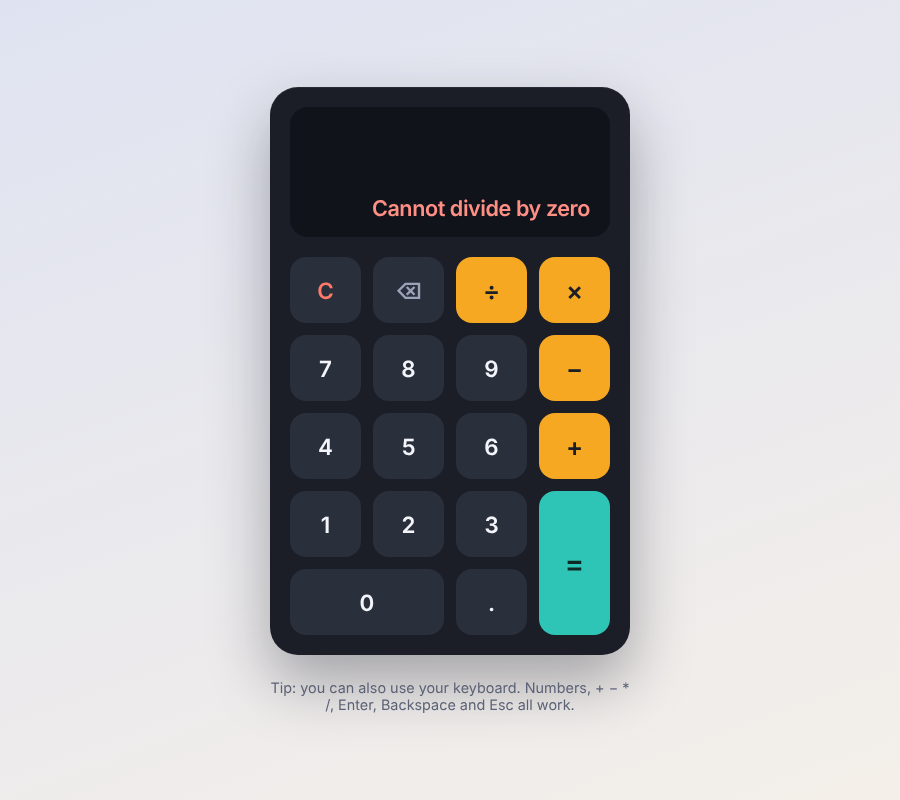 Cannot divide by zero
C ÷ ×
7 8 9 −
4 5 6 +
1 2 3
=
0 .
Tip: you can also use your keyboard. Numbers, + − *
/, Enter, Backspace and Esc all work.